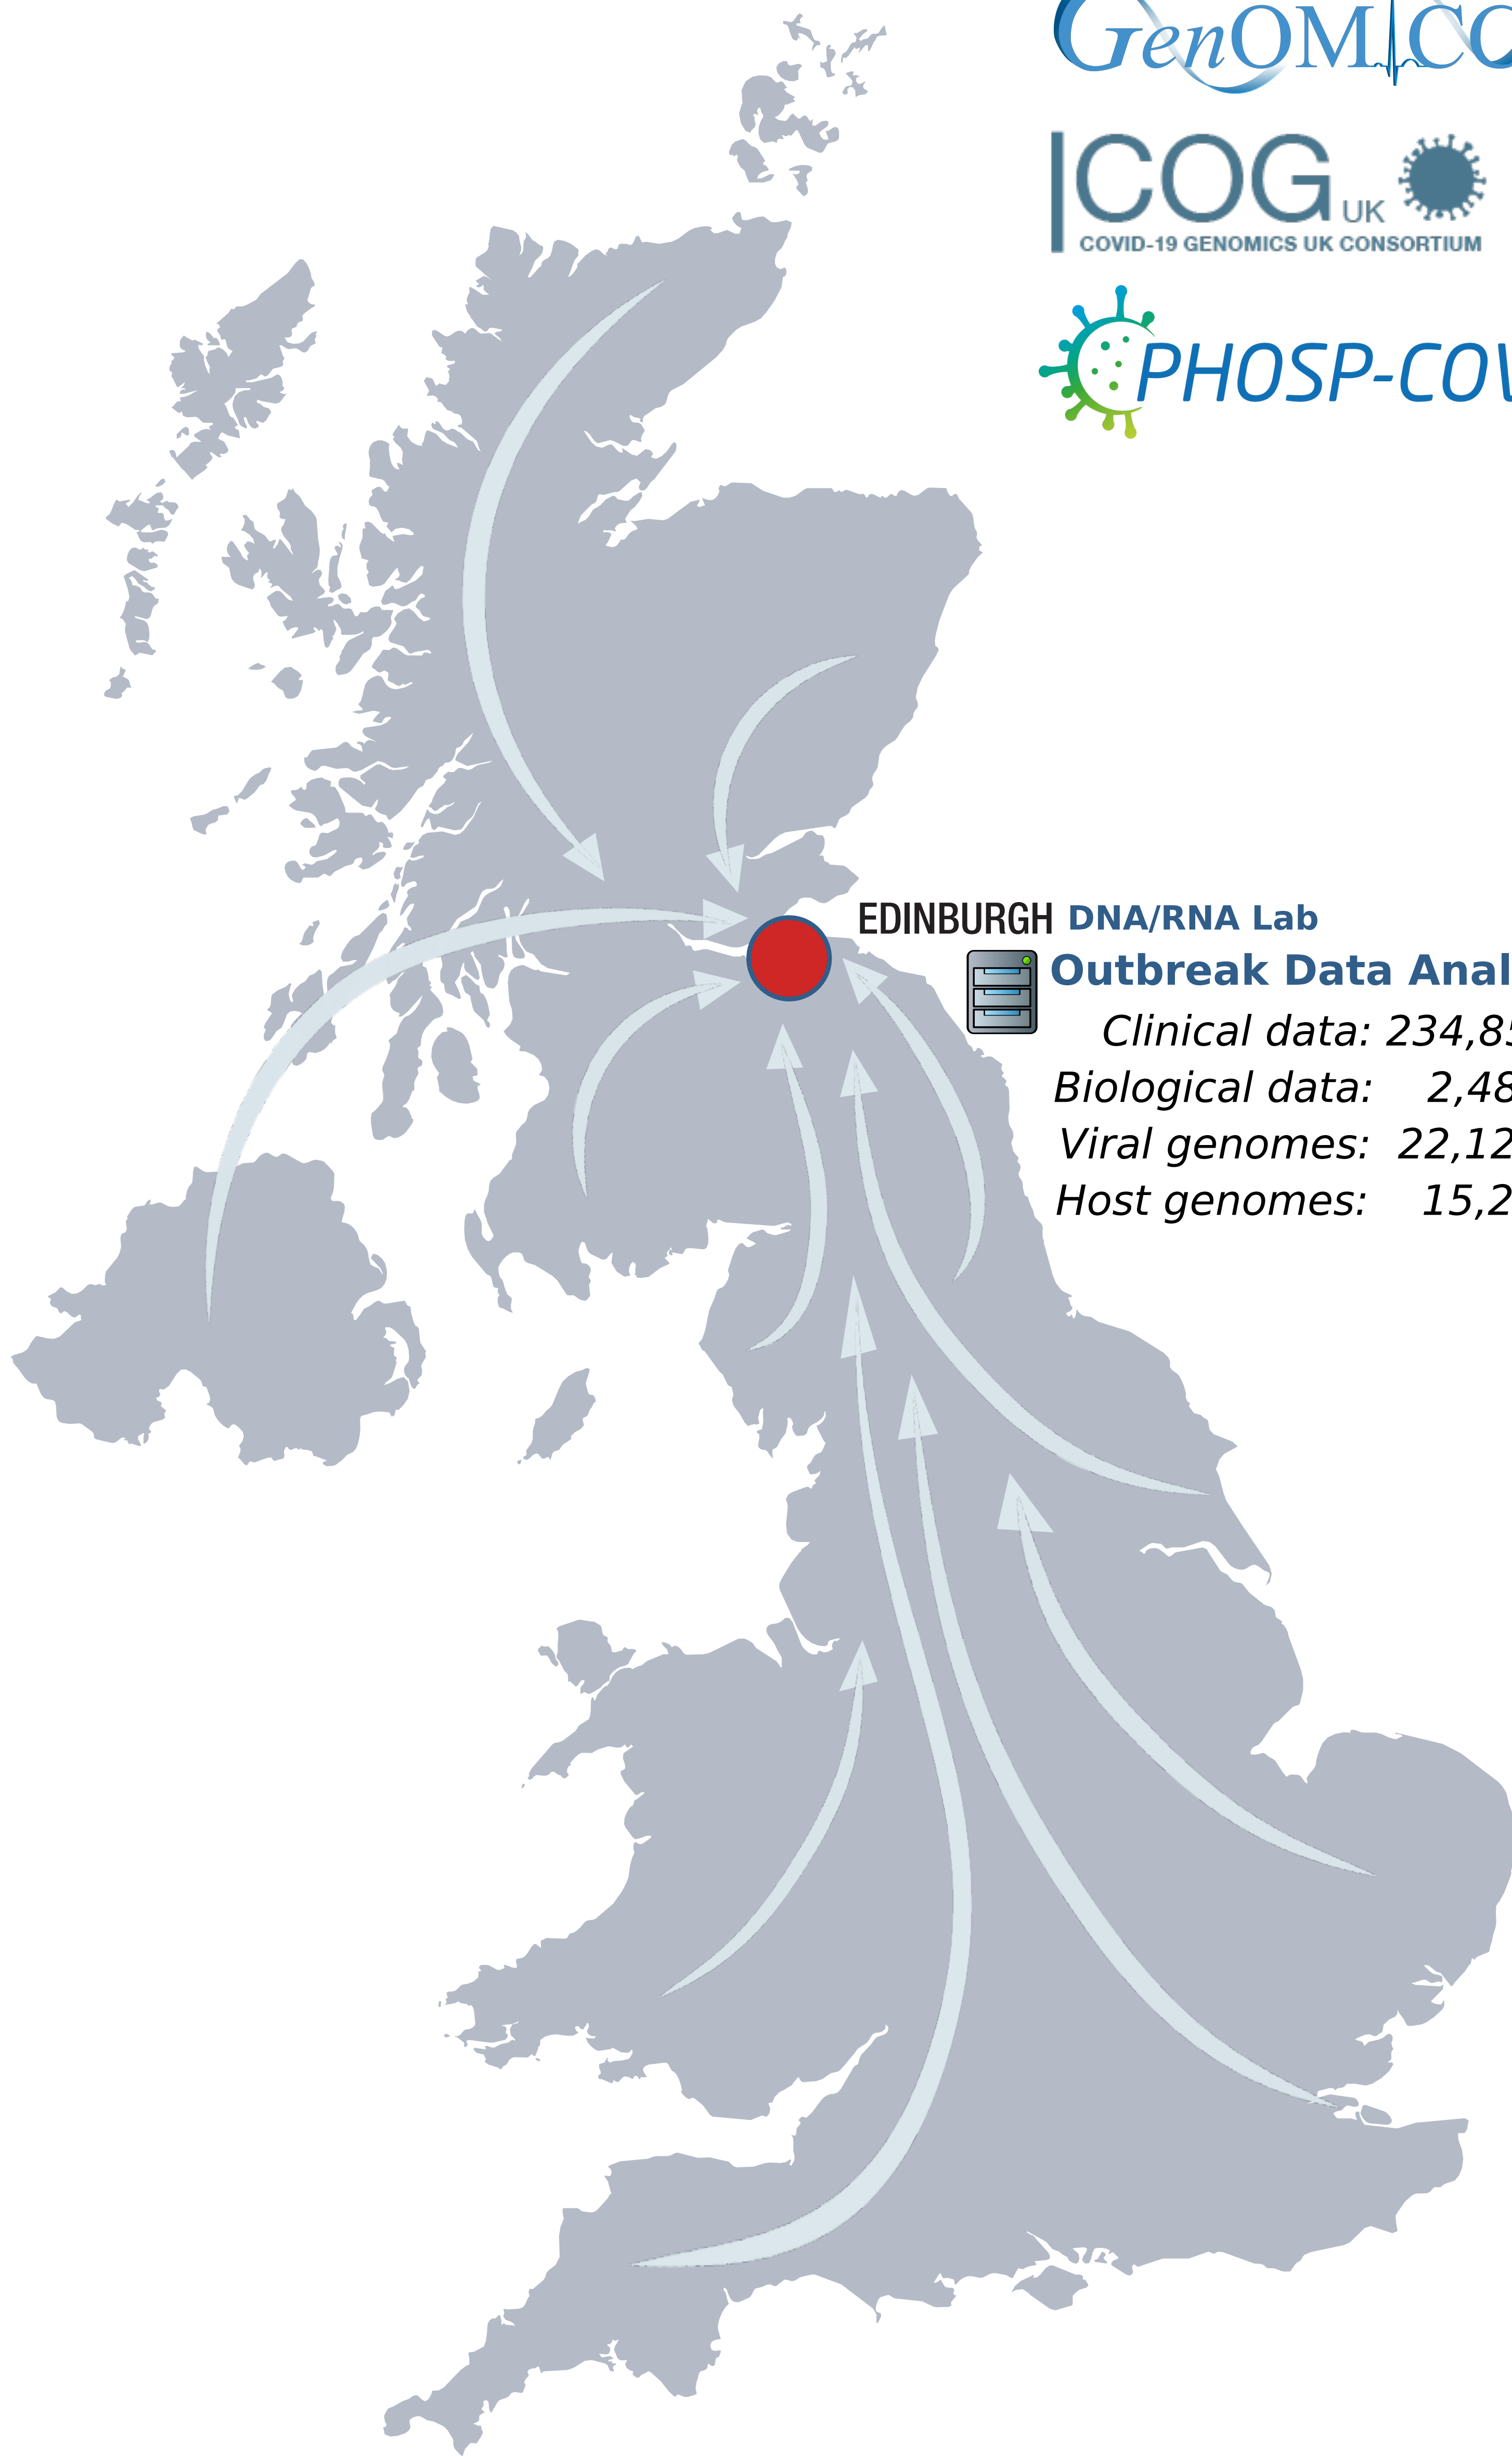 GenOMICC
COG UK
COVID-19 GENOMICS UK CONSORTIUM
PHOSP-COV
EDINBURGH DNA/RNA Lab
Outbreak Data Anal
Clinical data: 234,85
Biological data: 2,48
Viral genomes: 22,12
Host genomes: 15,2